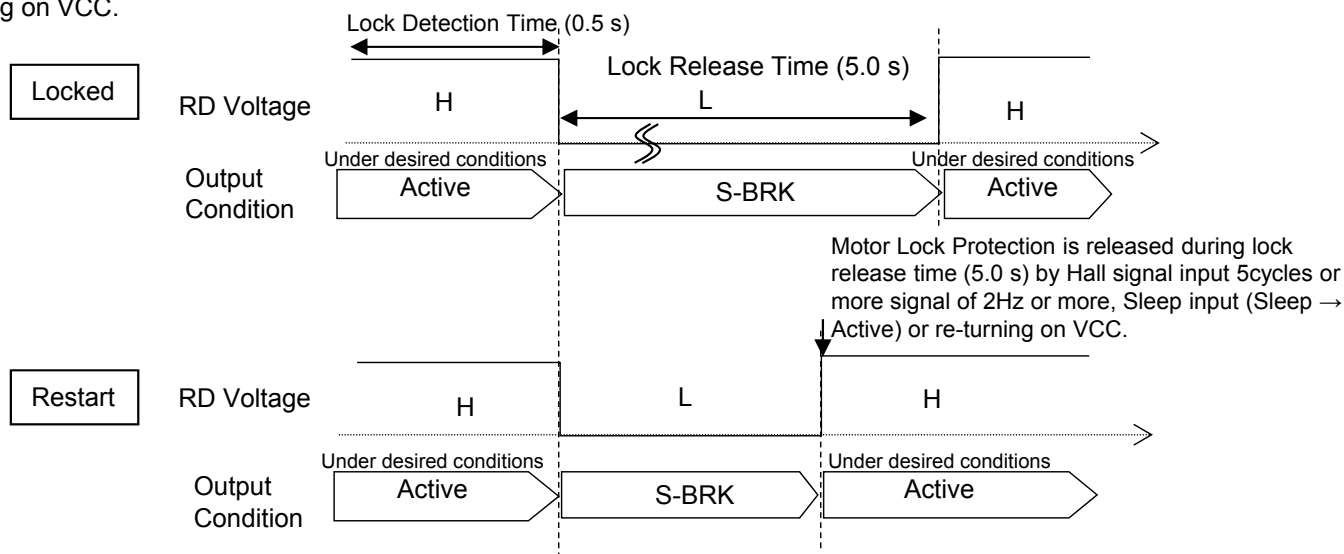 g on VCC.
Lock Detection Time (0.5 s)
Locked
RD Voltage
H
Lock Release Time (5.0 s)
L
H
Output
Condition
Under desired conditions
Active
S-BRK
Under desired conditions
Active
Motor Lock Protection is released during lock
release time (5.0 s) by Hall signal input 5cycles or
more signal of 2Hz or more, Sleep input (Sleep →
Active) or re-turning on VCC.
Restart
RD Voltage
H
L
H
Output
Condition
Under desired conditions
Active
S-BRK
Under desired conditions
Active